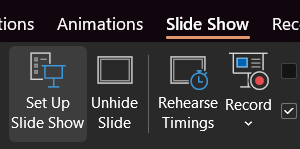 Animations
Slide Show
Set Up
Slide Show
Unhide
Slide
Rehearse
Timings
Record